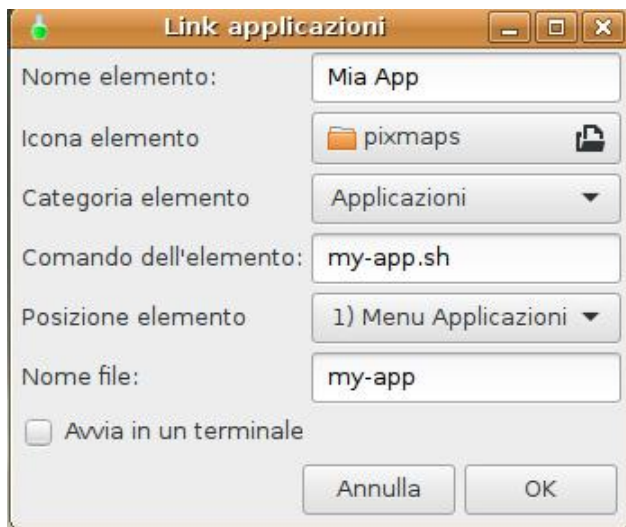 Link applicazioni
Nome elemento: Mia App
Icona elemento pixmaps
Categoria elemento Applicazioni
Comando dell'elemento: my-app.sh
Posizione elemento 1) Menu Applicazioni
Nome file: my-app
Avvia in un terminale
Annulla OK